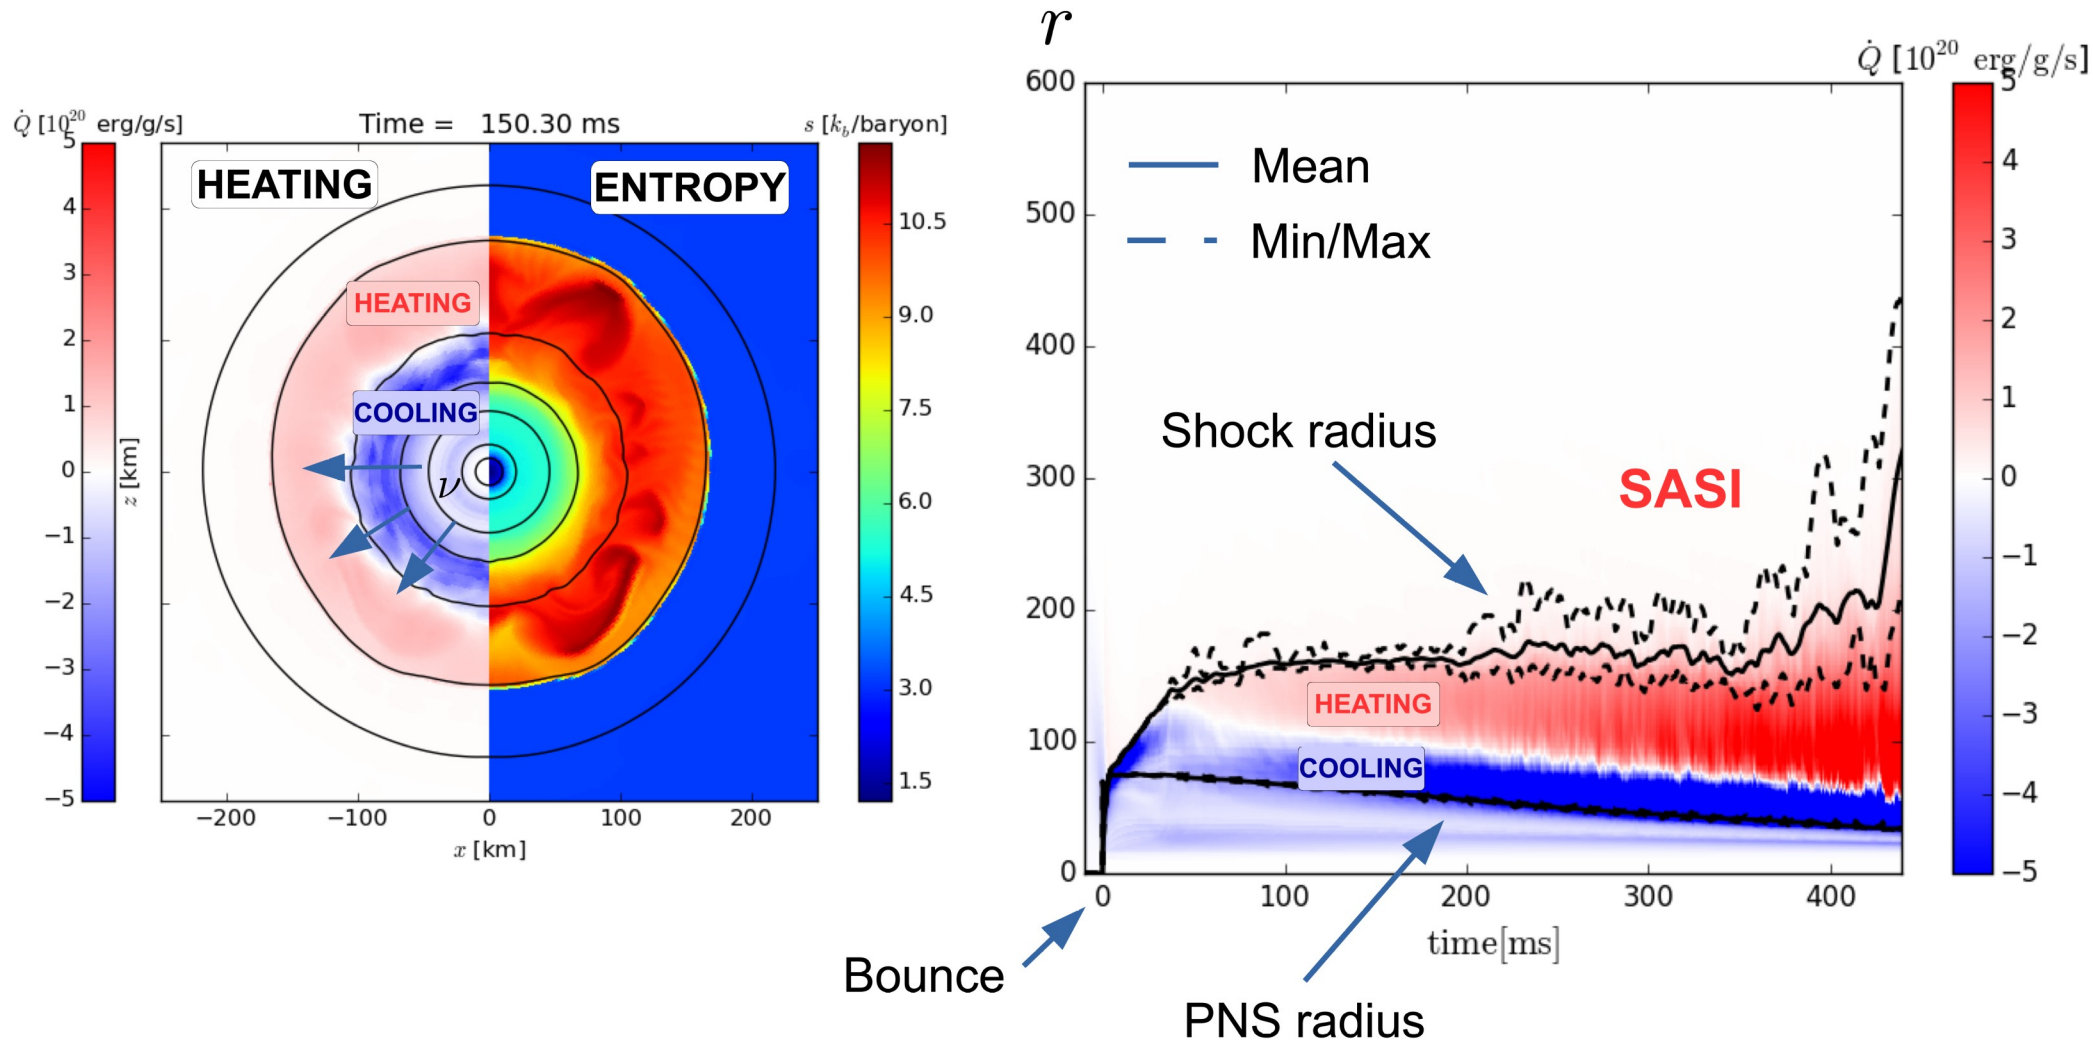 r
Q̇ [10^20 erg/g/s]
Time = 150.30 ms
s [k_b/baryon]
Q̇ [10^20 erg/g/s]
HEATING
ENTROPY
HEATING
COOLING
ν
5
4
3
2
1
0
−1
−2
−3
−4
−5
z [km]
−200 −100 0 100 200
x [km]
10.5
9.0
7.5
6.0
4.5
3.0
1.5
600
500
400
300
200
100
0
Mean
Min/Max
Shock radius
SASI
HEATING
COOLING
0 100 200 300 400
time[ms]
Bounce
PNS radius
5
4
3
2
1
0
−1
−2
−3
−4
−5